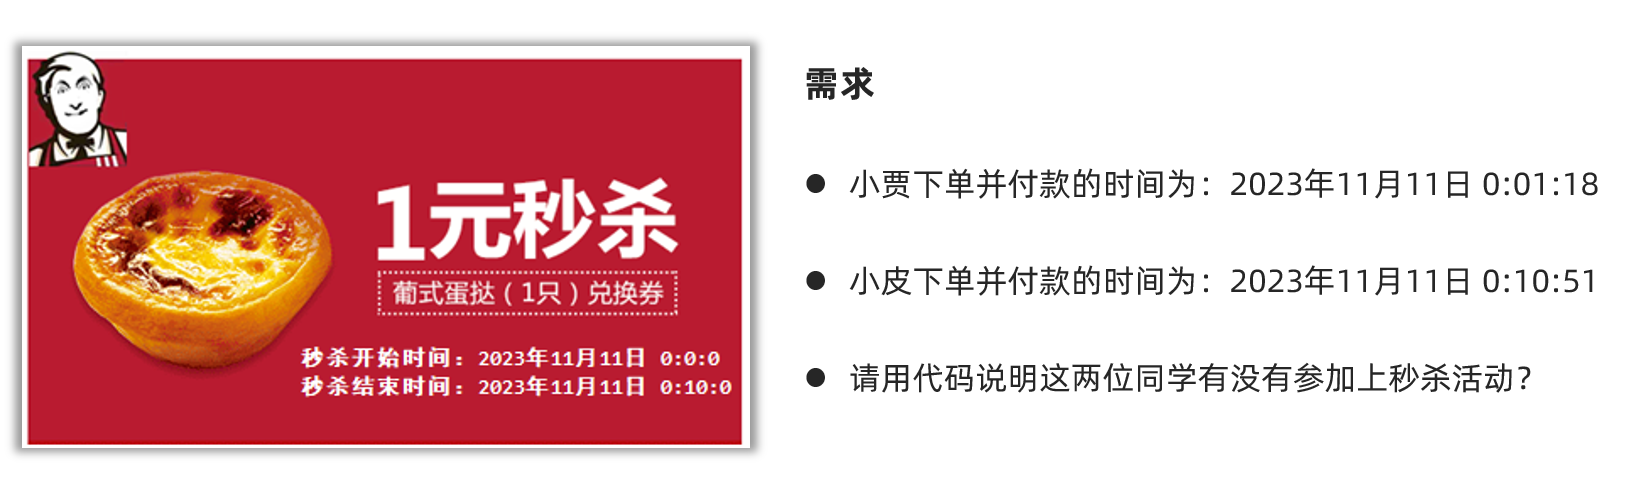 1元秒杀
葡式蛋挞（1只）兑换券
秒杀开始时间：2023年11月11日 0:0:0
秒杀结束时间：2023年11月11日 0:10:0
需求
● 小贾下单并付款的时间为：2023年11月11日 0:01:18
● 小皮下单并付款的时间为：2023年11月11日 0:10:51
● 请用代码说明这两位同学有没有参加上秒杀活动？